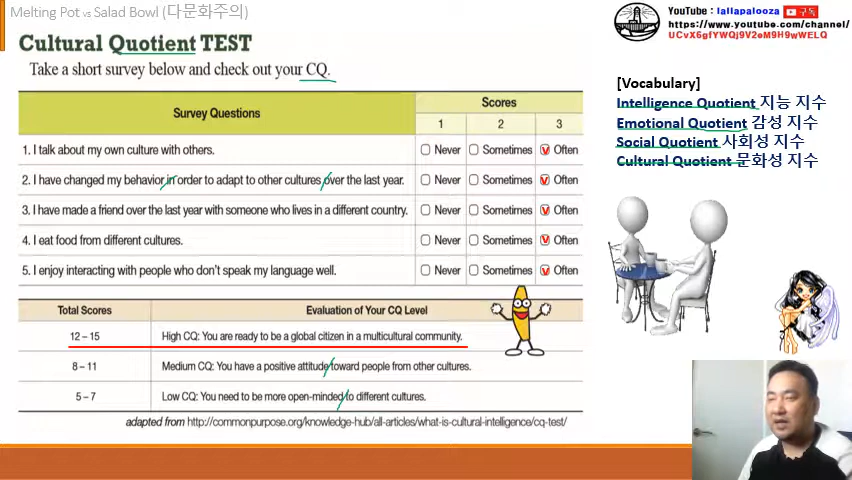 Melting Pot vs Salad Bowl (다문화주의)
YouTube : lallapalooza 구독
https://www.youtube.com/channel/
UCvX6gfYWQj9V2eM9H9wWELQ
Cultural Quotient TEST
Take a short survey below and check out your CQ.
Survey Questions
Scores
1 2 3
1. I talk about my own culture with others. Never Sometimes v Often
2. I have changed my behavior in order to adapt to other cultures over the last year. Never Sometimes v Often
3. I have made a friend over the last year with someone who lives in a different country. Never Sometimes v Often
4. I eat food from different cultures. Never Sometimes v Often
5. I enjoy interacting with people who don't speak my language well. Never Sometimes v Often
Total Scores Evaluation of Your CQ Level
12 – 15 High CQ: You are ready to be a global citizen in a multicultural community.
8 – 11 Medium CQ: You have a positive attitude toward people from other cultures.
5 – 7 Low CQ: You need to be more open-minded to different cultures.
adapted from http://commonpurpose.org/knowledge-hub/all-articles/what-is-cultural-intelligence/cq-test/
[Vocabulary]
Intelligence Quotient 지능 지수
Emotional Quotient 감성 지수
Social Quotient 사회성 지수
Cultural Quotient 문화성 지수